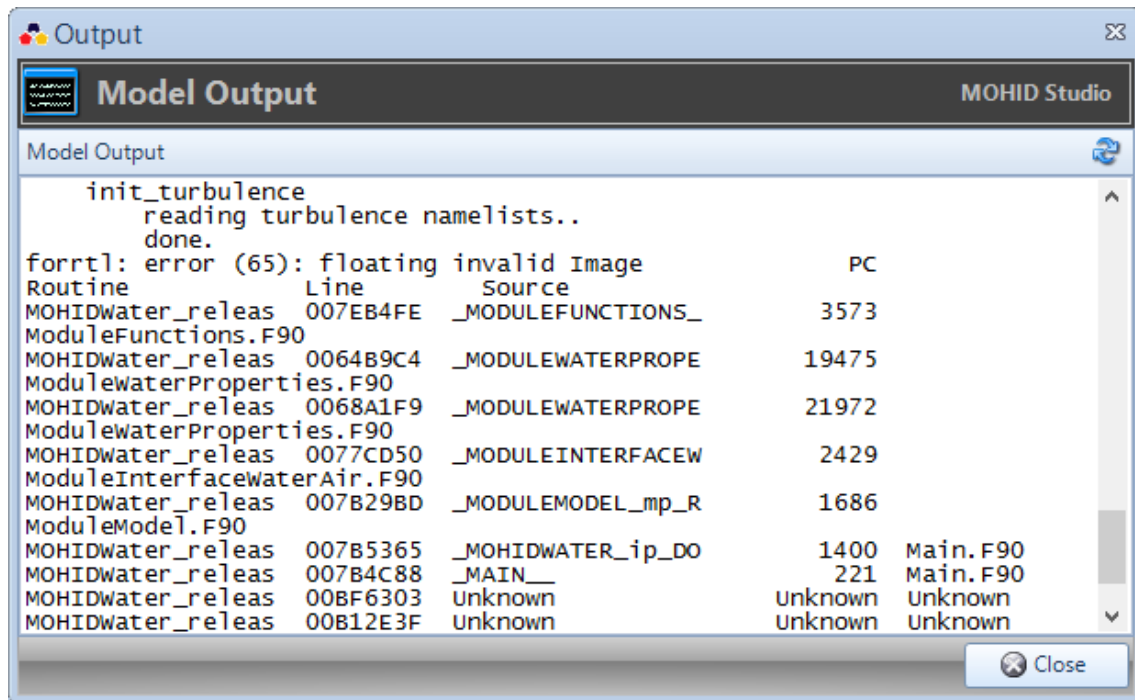 Output
Model Output
MOHID Studio
Model Output
init_turbulence
reading turbulence namelists..
done.
forrtl: error (65): floating invalid Image PC
Routine Line Source
MOHIDWater_releas 007EB4FE _MODULEFUNCTIONS_ 3573
ModuleFunctions.F90
MOHIDWater_releas 0064B9C4 _MODULEWATERPROPE 19475
ModuleWaterProperties.F90
MOHIDWater_releas 0068A1F9 _MODULEWATERPROPE 21972
ModuleWaterProperties.F90
MOHIDWater_releas 0077CD50 _MODULEINTERFACEW 2429
ModuleInterfaceWaterAir.F90
MOHIDWater_releas 007B29BD _MODULEMODEL_mp_R 1686
ModuleModel.F90
MOHIDWater_releas 007B5365 _MOHIDWATER_ip_DO 1400 Main.F90
MOHIDWater_releas 007B4C88 _MAIN__ 221 Main.F90
MOHIDWater_releas 00BF6303 Unknown Unknown Unknown
MOHIDWater_releas 00B12E3F Unknown Unknown Unknown
Close